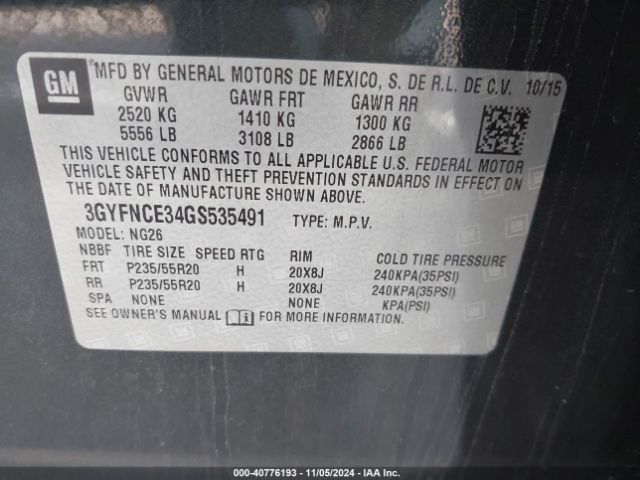 GM
MFD BY GENERAL MOTORS DE MEXICO, S. DE R.L. DE C.V. 10/15
GVWR GAWR FRT GAWR RR
2520 KG 1410 KG 1300 KG
5556 LB 3108 LB 2866 LB
THIS VEHICLE CONFORMS TO ALL APPLICABLE U.S. FEDERAL MOTOR
VEHICLE SAFETY AND THEFT PREVENTION STANDARDS IN EFFECT ON
THE DATE OF MANUFACTURE SHOWN ABOVE.
3GYFNCE34GS535491 TYPE: M.P.V.
MODEL: NG26
NBBF TIRE SIZE SPEED RTG RIM COLD TIRE PRESSURE
FRT P235/55R20 H 20X8J 240KPA(35PSI)
RR P235/55R20 H 20X8J 240KPA(35PSI)
SPA NONE NONE KPA(PSI)
SEE OWNER'S MANUAL FOR MORE INFORMATION.
©(c) - 40776193 - 11/05/2024 - IAA Inc.